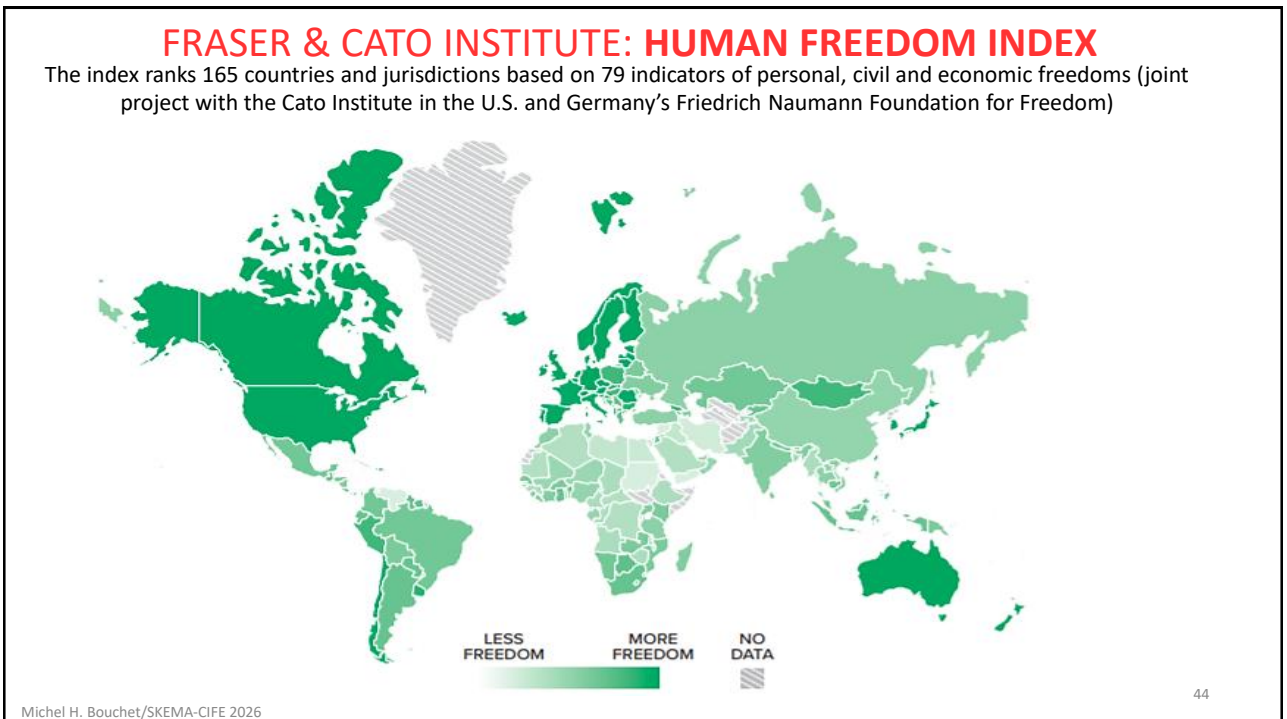 FRASER & CATO INSTITUTE: HUMAN FREEDOM INDEX
The index ranks 165 countries and jurisdictions based on 79 indicators of personal, civil and economic freedoms (joint
project with the Cato Institute in the U.S. and Germany’s Friedrich Naumann Foundation for Freedom)
LESS
FREEDOM
MORE
FREEDOM
NO
DATA
44
Michel H. Bouchet/SKEMA-CIFE 2026